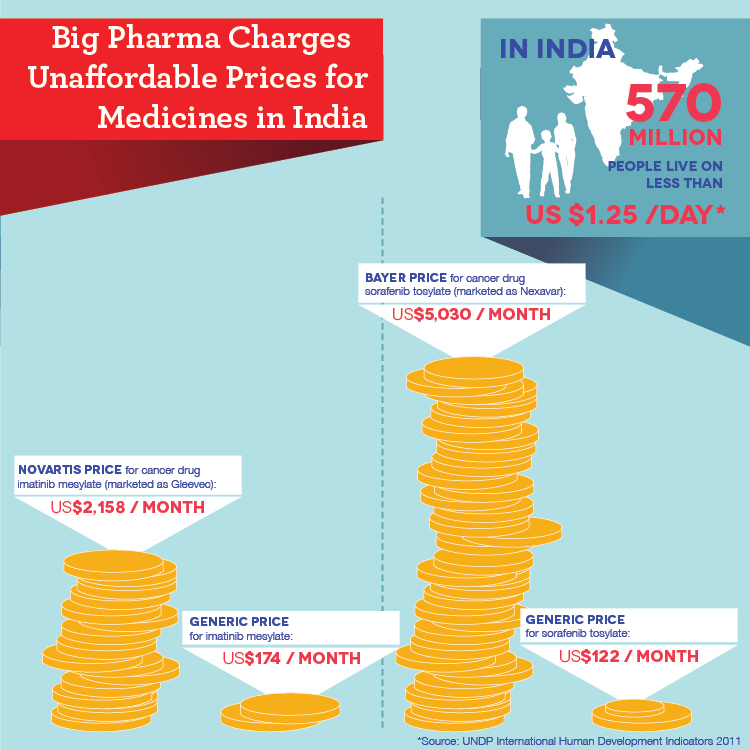 Big Pharma Charges
Unaffordable Prices for
Medicines in India
IN INDIA
570
MILLION
PEOPLE LIVE ON
LESS THAN
US $1.25 /DAY*
BAYER PRICE for cancer drug
sorafenib tosylate (marketed as Nexavar):
US$5,030 / MONTH
NOVARTIS PRICE for cancer drug
imatinib mesylate (marketed as Gleevec):
US$2,158 / MONTH
GENERIC PRICE
for imatinib mesylate:
US$174 / MONTH
GENERIC PRICE
for sorafenib tosylate:
US$122 / MONTH
*Source: UNDP International Human Development Indicators 2011